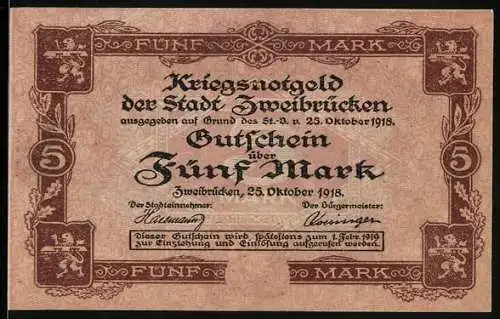 FÜNF MARK
Kriegsnotgeld
der Stadt Zweibrücken
ausgegeben auf Grund des St.-B. v. 25. Oktober 1918.
Gutschein
über
5 Fünf Mark 5
Zweibrücken, 25. Oktober 1918.
Der Stadteinnehmer: Der Bürgermeister:
Dieser Gutschein wird spätestens zum 1. Febr. 1919
zur Einziehung und Einlösung aufgerufen werden.
FÜNF MARK